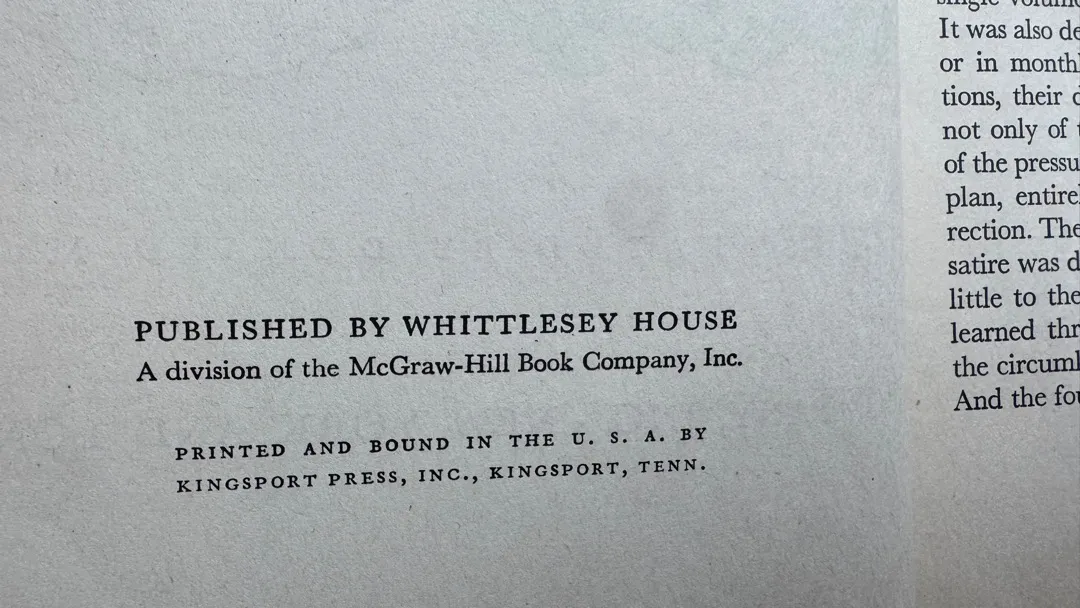 PUBLISHED BY WHITTLESEY HOUSE
A division of the McGraw-Hill Book Company, Inc.
PRINTED AND BOUND IN THE U. S. A. BY
KINGSPORT PRESS, INC., KINGSPORT, TENN.
single
It was also
or in
tions, their
not only of
of the
plan,
rection. The
satire was
little to the
learned
the
And the